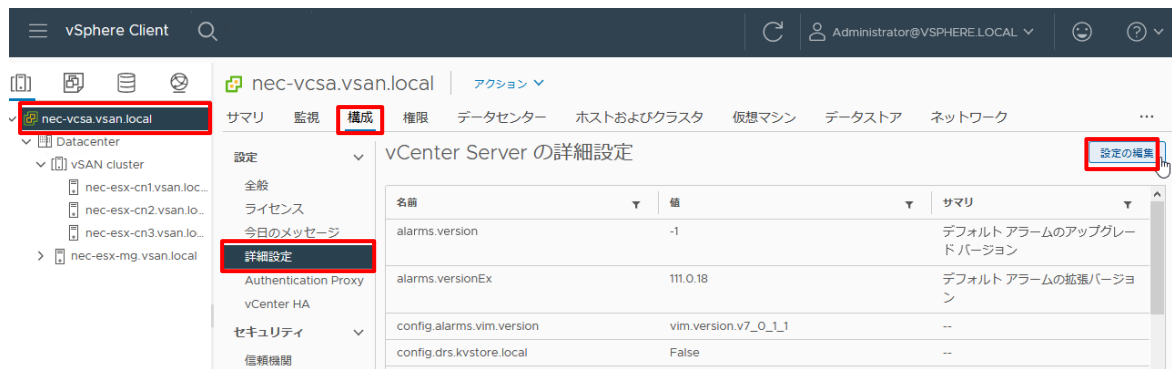 vSphere Client
Administrator@VSPHERE.LOCAL
nec-vcsa.vsan.local
Datacenter
vSAN cluster
nec-esx-cn1.vsan.loc...
nec-esx-cn2.vsan.lo...
nec-esx-cn3.vsan.lo...
nec-esx-mg.vsan.local
nec-vcsa.vsan.local
アクション
サマリ 監視 構成 権限 データセンター ホストおよびクラスタ 仮想マシン データストア ネットワーク ...
設定
全般
ライセンス
今日のメッセージ
詳細設定
Authentication Proxy
vCenter HA
セキュリティ
信頼機関
vCenter Server の詳細設定
設定の編集
名前 値 サマリ
alarms.version -1 デフォルト アラームのアップグレー
ド バージョン
alarms.versionEx 111.0.18 デフォルト アラームの拡張バージョ
ン
config.alarms.vim.version vim.version.v7_0_1_1 --
config.drs.kvstore.local False --